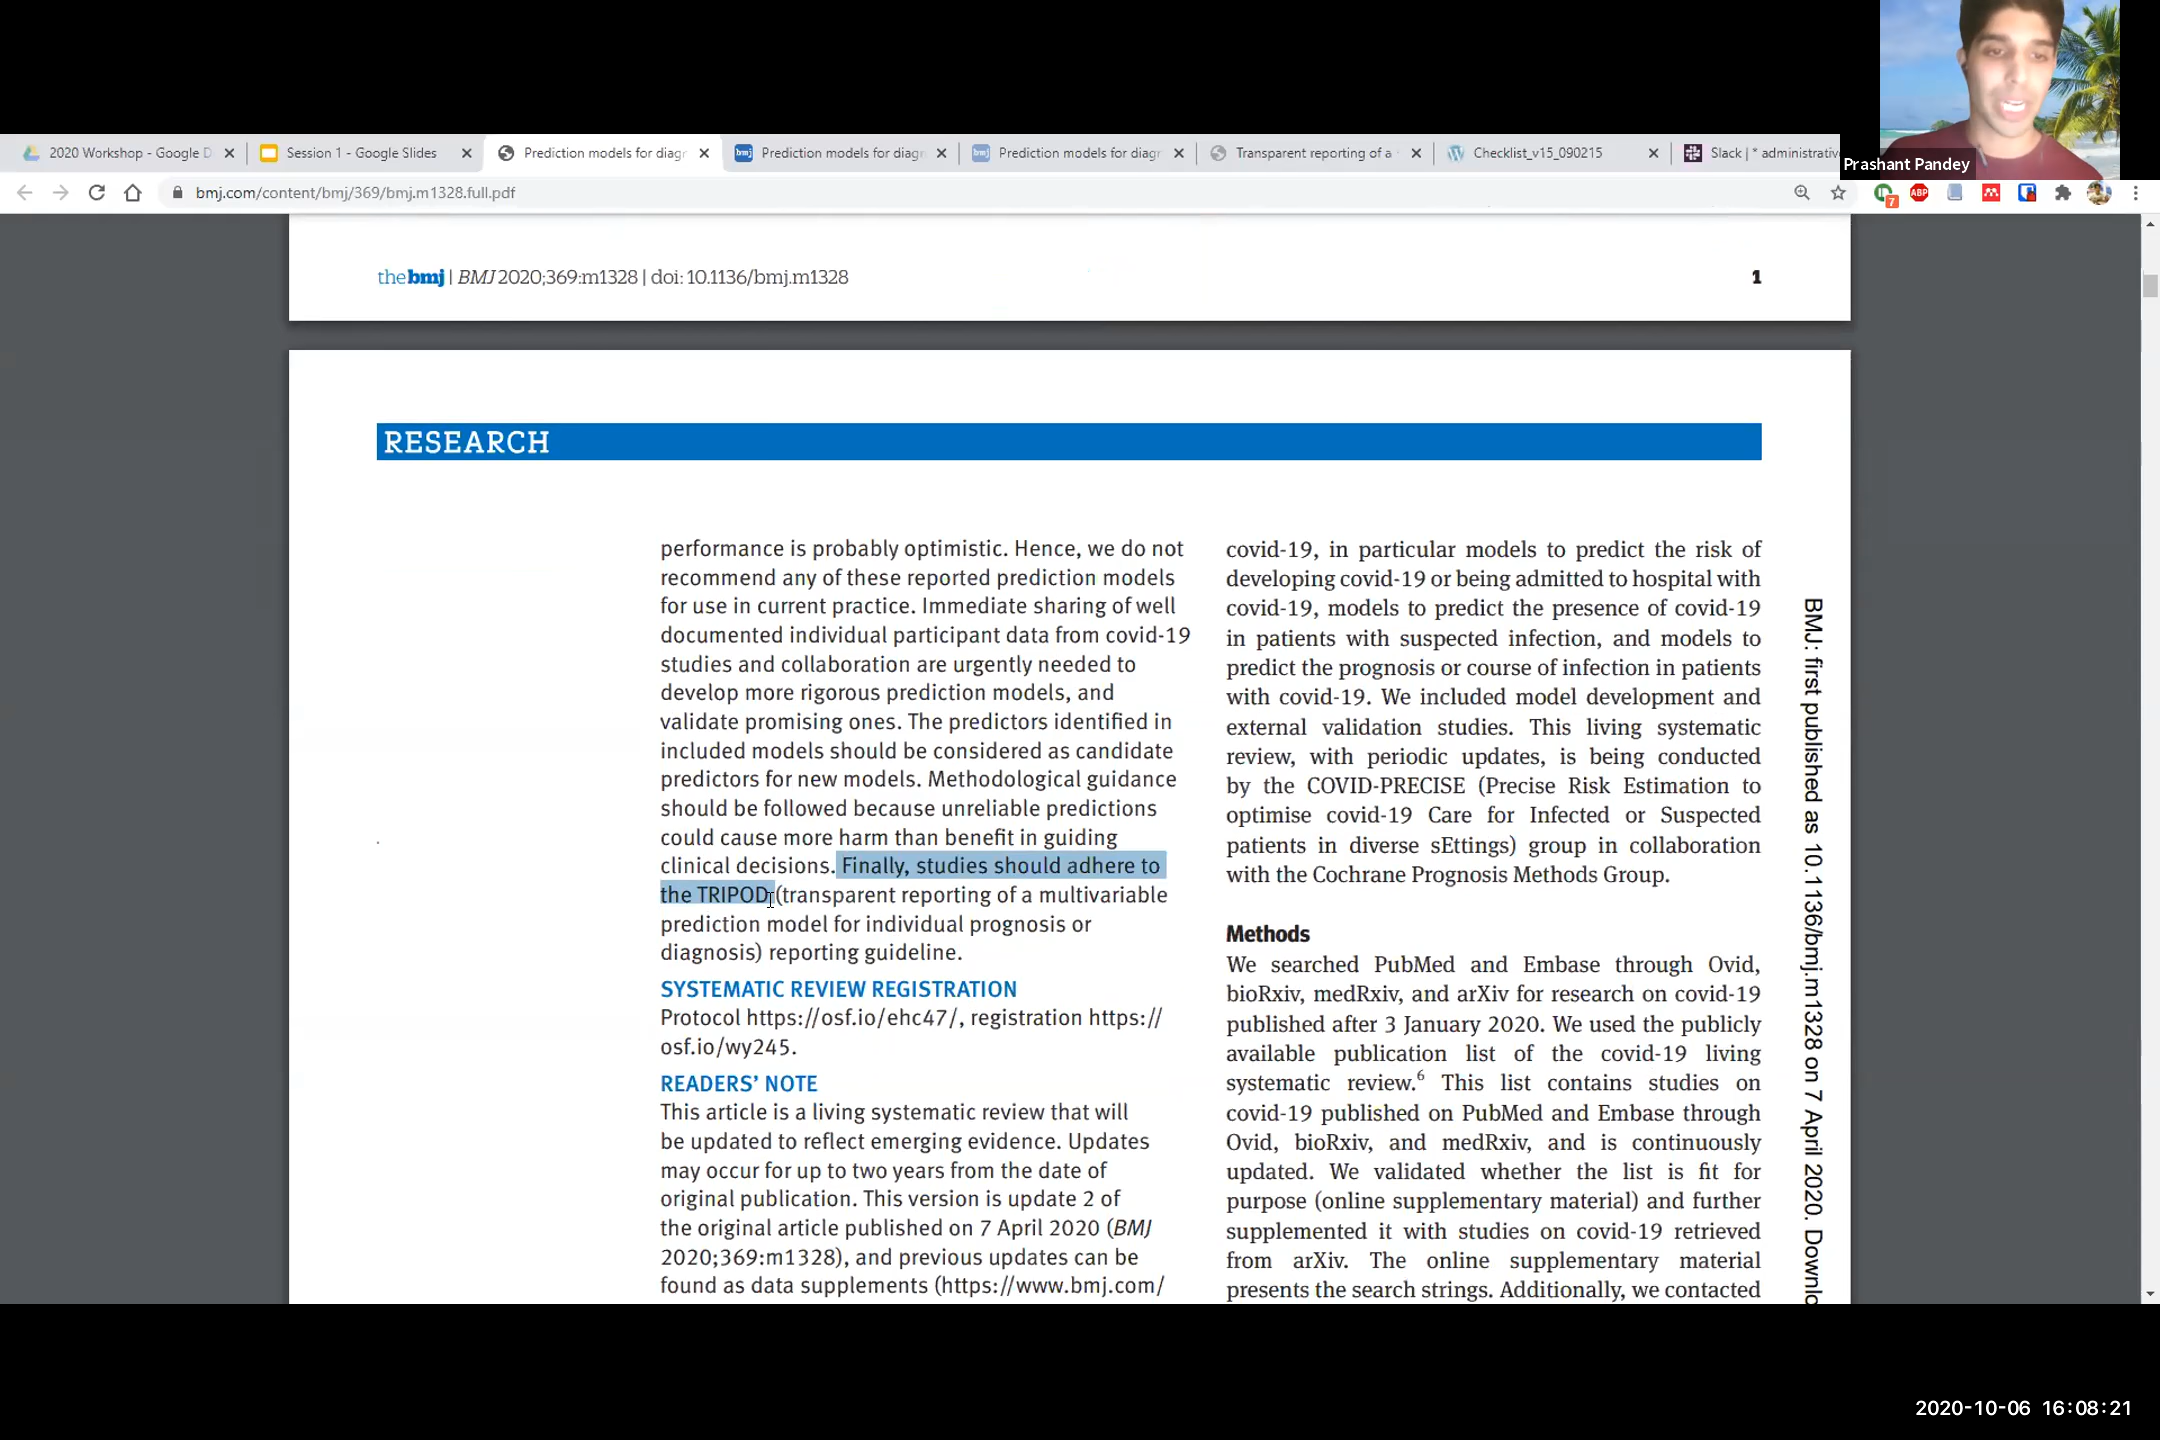 Prashant Pandey
2020 Workshop - Google D
Session 1 - Google Slides
Prediction models for diagr
Prediction models for diagn
Prediction models for diagr
Transparent reporting of a
Checklist_v15_090215
Slack | * administrativ
bmj.com/content/bmj/369/bmj.m1328.full.pdf
7
ABP
thebmj | BMJ 2020;369:m1328 | doi: 10.1136/bmj.m1328
1
RESEARCH
performance is probably optimistic. Hence, we do not
recommend any of these reported prediction models
for use in current practice. Immediate sharing of well
documented individual participant data from covid-19
studies and collaboration are urgently needed to
develop more rigorous prediction models, and
validate promising ones. The predictors identified in
included models should be considered as candidate
predictors for new models. Methodological guidance
should be followed because unreliable predictions
could cause more harm than benefit in guiding
clinical decisions. Finally, studies should adhere to
the TRIPOD (transparent reporting of a multivariable
prediction model for individual prognosis or
diagnosis) reporting guideline.
SYSTEMATIC REVIEW REGISTRATION
Protocol https://osf.io/ehc47/, registration https://
osf.io/wy245.
READERS’ NOTE
This article is a living systematic review that will
be updated to reflect emerging evidence. Updates
may occur for up to two years from the date of
original publication. This version is update 2 of
the original article published on 7 April 2020 (BMJ
2020;369:m1328), and previous updates can be
found as data supplements (https://www.bmj.com/
covid-19, in particular models to predict the risk of
developing covid-19 or being admitted to hospital with
covid-19, models to predict the presence of covid-19
in patients with suspected infection, and models to
predict the prognosis or course of infection in patients
with covid-19. We included model development and
external validation studies. This living systematic
review, with periodic updates, is being conducted
by the COVID-PRECISE (Precise Risk Estimation to
optimise covid-19 Care for Infected or Suspected
patients in diverse sEttings) group in collaboration
with the Cochrane Prognosis Methods Group.
Methods
We searched PubMed and Embase through Ovid,
bioRxiv, medRxiv, and arXiv for research on covid-19
published after 3 January 2020. We used the publicly
available publication list of the covid-19 living
systematic review.6 This list contains studies on
covid-19 published on PubMed and Embase through
Ovid, bioRxiv, and medRxiv, and is continuously
updated. We validated whether the list is fit for
purpose (online supplementary material) and further
supplemented it with studies on covid-19 retrieved
from arXiv. The online supplementary material
presents the search strings. Additionally, we contacted
BMJ: first published as 10.1136/bmj.m1328 on 7 April 2020. Downlo
2020-10-06 16:08:21